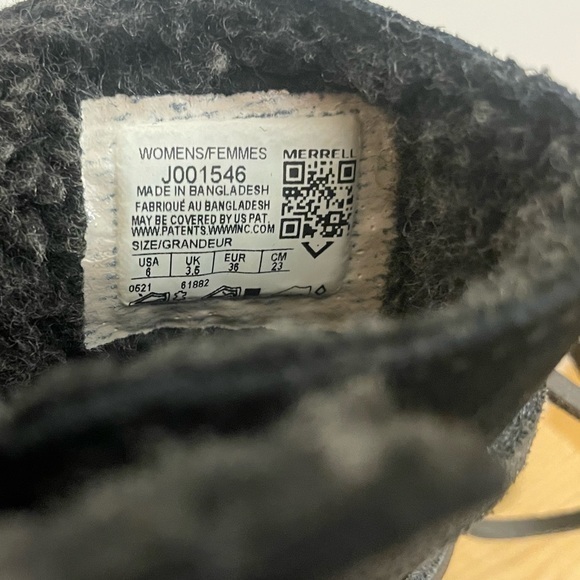 WOMENS/FEMMES MERRELL
J001546
MADE IN BANGLADESH
FABRIQUÉ AU BANGLADESH
MAY BE COVERED BY US PAT.
WWW.PATENTS.WWWINC.COM
SIZE/GRANDEUR
USA UK EUR CM
6 3.5 36 23
0521 61882